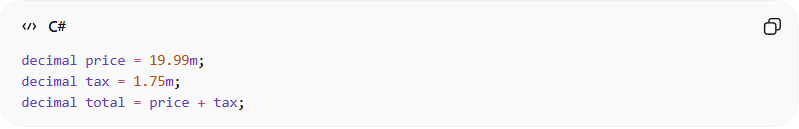 </> C#
decimal price = 19.99m;
decimal tax = 1.75m;
decimal total = price + tax;